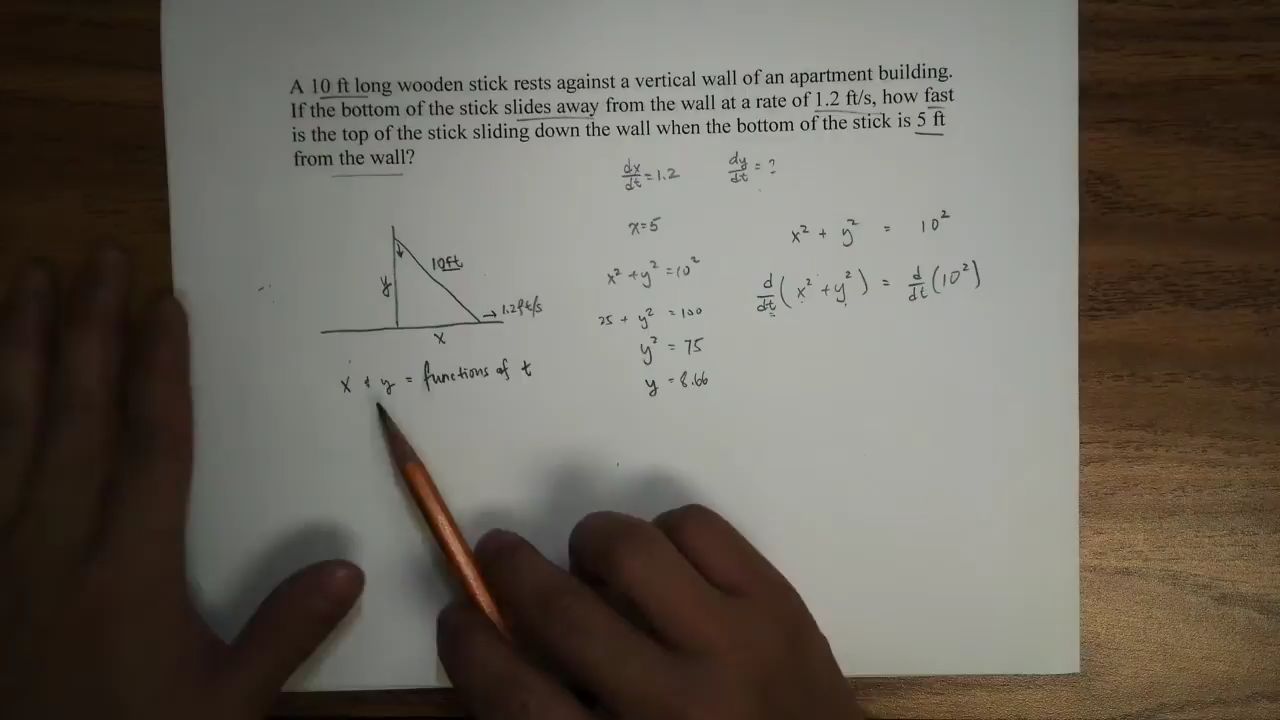 A 10 ft long wooden stick rests against a vertical wall of an apartment building.
If the bottom of the stick slides away from the wall at a rate of 1.2 ft/s, how fast
is the top of the stick sliding down the wall when the bottom of the stick is 5 ft
from the wall?
dx/dt = 1.2
dy/dt = ?
x=5
x² + y² = 10²
25 + y² = 100
y² = 75
y = 8.66
x² + y² = 10²
d/dt (x² + y²) = d/dt (10²)
10ft
y
1.2ft/s
x
x & y = functions of t